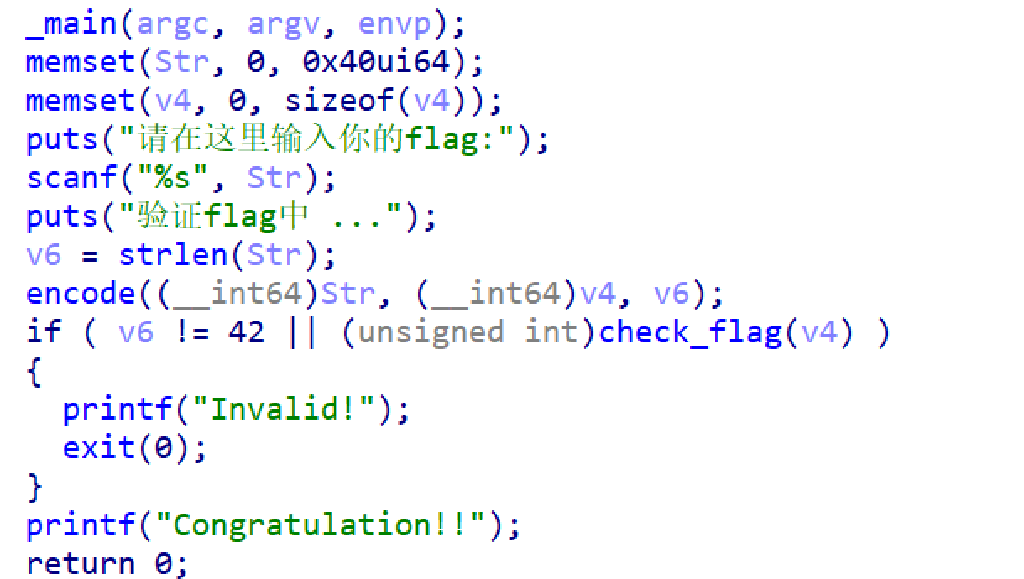 _main(argc, argv, envp);
memset(Str, 0, 0x40ui64);
memset(v4, 0, sizeof(v4));
puts("请在这里输入你的flag:");
scanf("%s", Str);
puts("验证flag中 ...");
v6 = strlen(Str);
encode((__int64)Str, (__int64)v4, v6);
if ( v6 != 42 || (unsigned int)check_flag(v4) )
{
  printf("Invalid!");
  exit(0);
}
printf("Congratulation!!");
return 0;